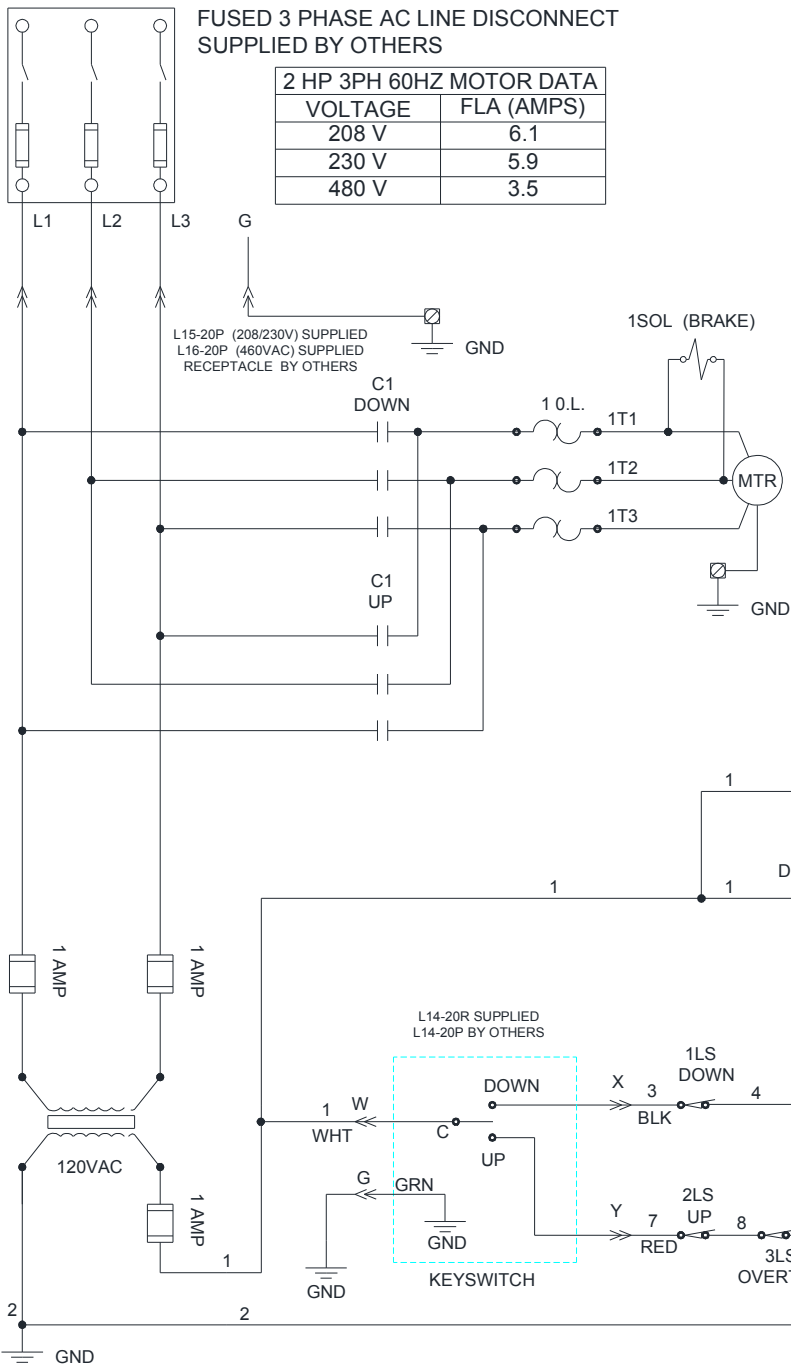 FUSED 3 PHASE AC LINE DISCONNECT
SUPPLIED BY OTHERS
2 HP 3PH 60HZ MOTOR DATA
VOLTAGE FLA (AMPS)
208 V 6.1
230 V 5.9
480 V 3.5
L1 L2 L3 G
L15-20P (208/230V) SUPPLIED
L16-20P (460VAC) SUPPLIED
RECEPTACLE BY OTHERS
GND
1SOL (BRAKE)
C1
DOWN
1 O.L.
1T1
1T2
MTR
1T3
C1
UP
GND
1
D
1 1
1 AMP
1 AMP
L14-20R SUPPLIED
L14-20P BY OTHERS
1LS
DOWN
DOWN
X 3 4
BLK
1 W
WHT
C
UP
120VAC
G GRN
GND
GND
KEYSWITCH
2LS
UP
Y 7 8
RED
3LS
OVERT
1 AMP
1
2 2
GND